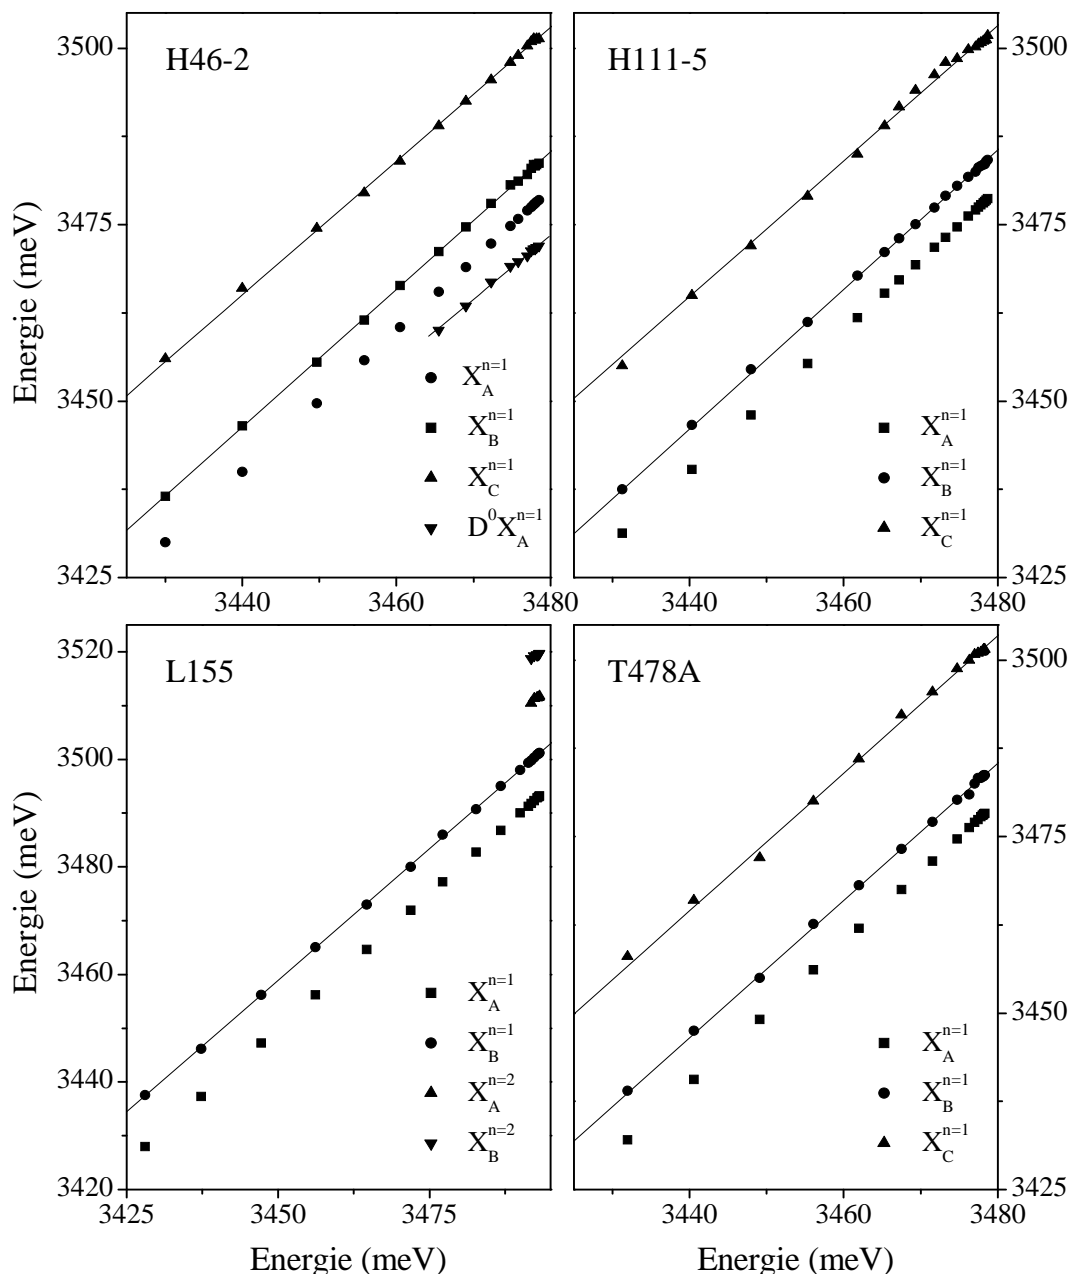 H46-2
3500
3475
3450
3425
Energie (meV)
X_A^{n=1}
X_B^{n=1}
X_C^{n=1}
D^0X_A^{n=1}
3440 3460 3480
H111-5
3500
3475
3450
3425
X_A^{n=1}
X_B^{n=1}
X_C^{n=1}
3440 3460 3480
L155
3520
3500
3480
3460
3440
3420
Energie (meV)
X_A^{n=1}
X_B^{n=1}
X_A^{n=2}
X_B^{n=2}
3425 3450 3475
Energie (meV)
T478A
3500
3475
3450
3425
X_A^{n=1}
X_B^{n=1}
X_C^{n=1}
3440 3460 3480
Energie (meV)